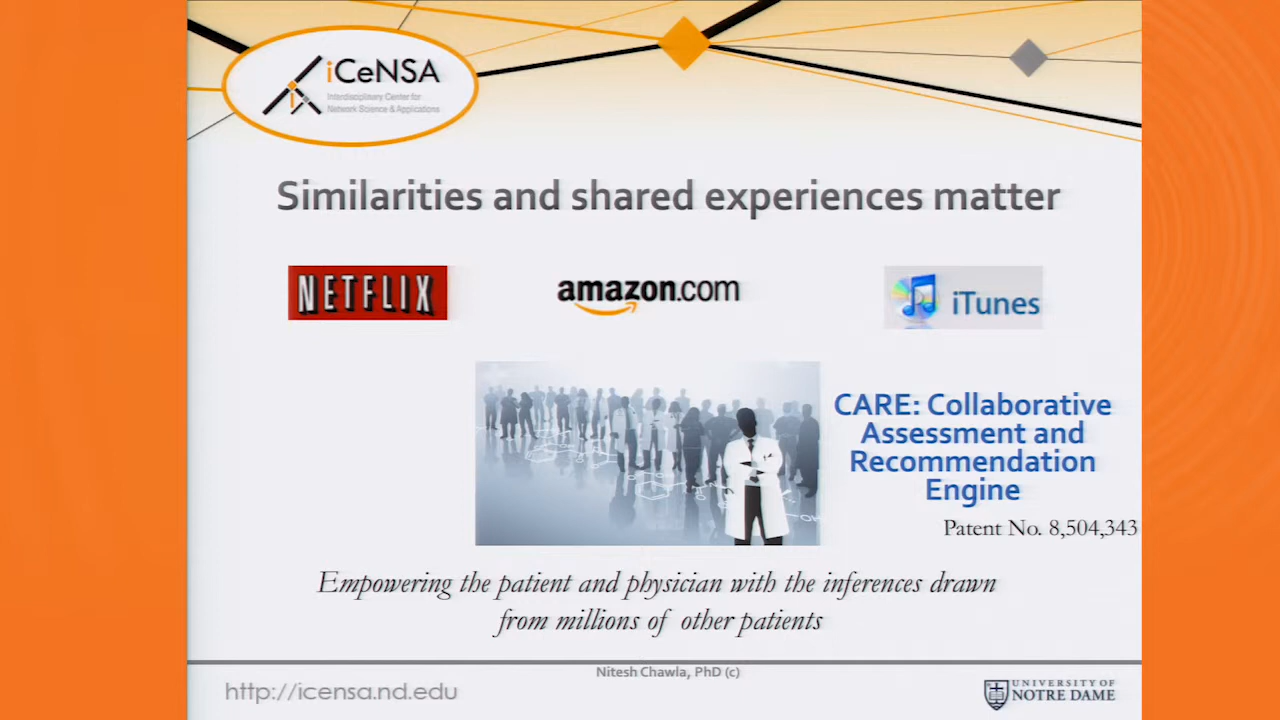 iCeNSA
Interdisciplinary Center for
Network Science & Applications
Similarities and shared experiences matter
NETFLIX
amazon.com
iTunes
CARE: Collaborative
Assessment and
Recommendation
Engine
Patent No. 8,504,343
Empowering the patient and physician with the inferences drawn
from millions of other patients
Nitesh Chawla, PhD (c)
http://icensa.nd.edu
UNIVERSITY OF
NOTRE DAME